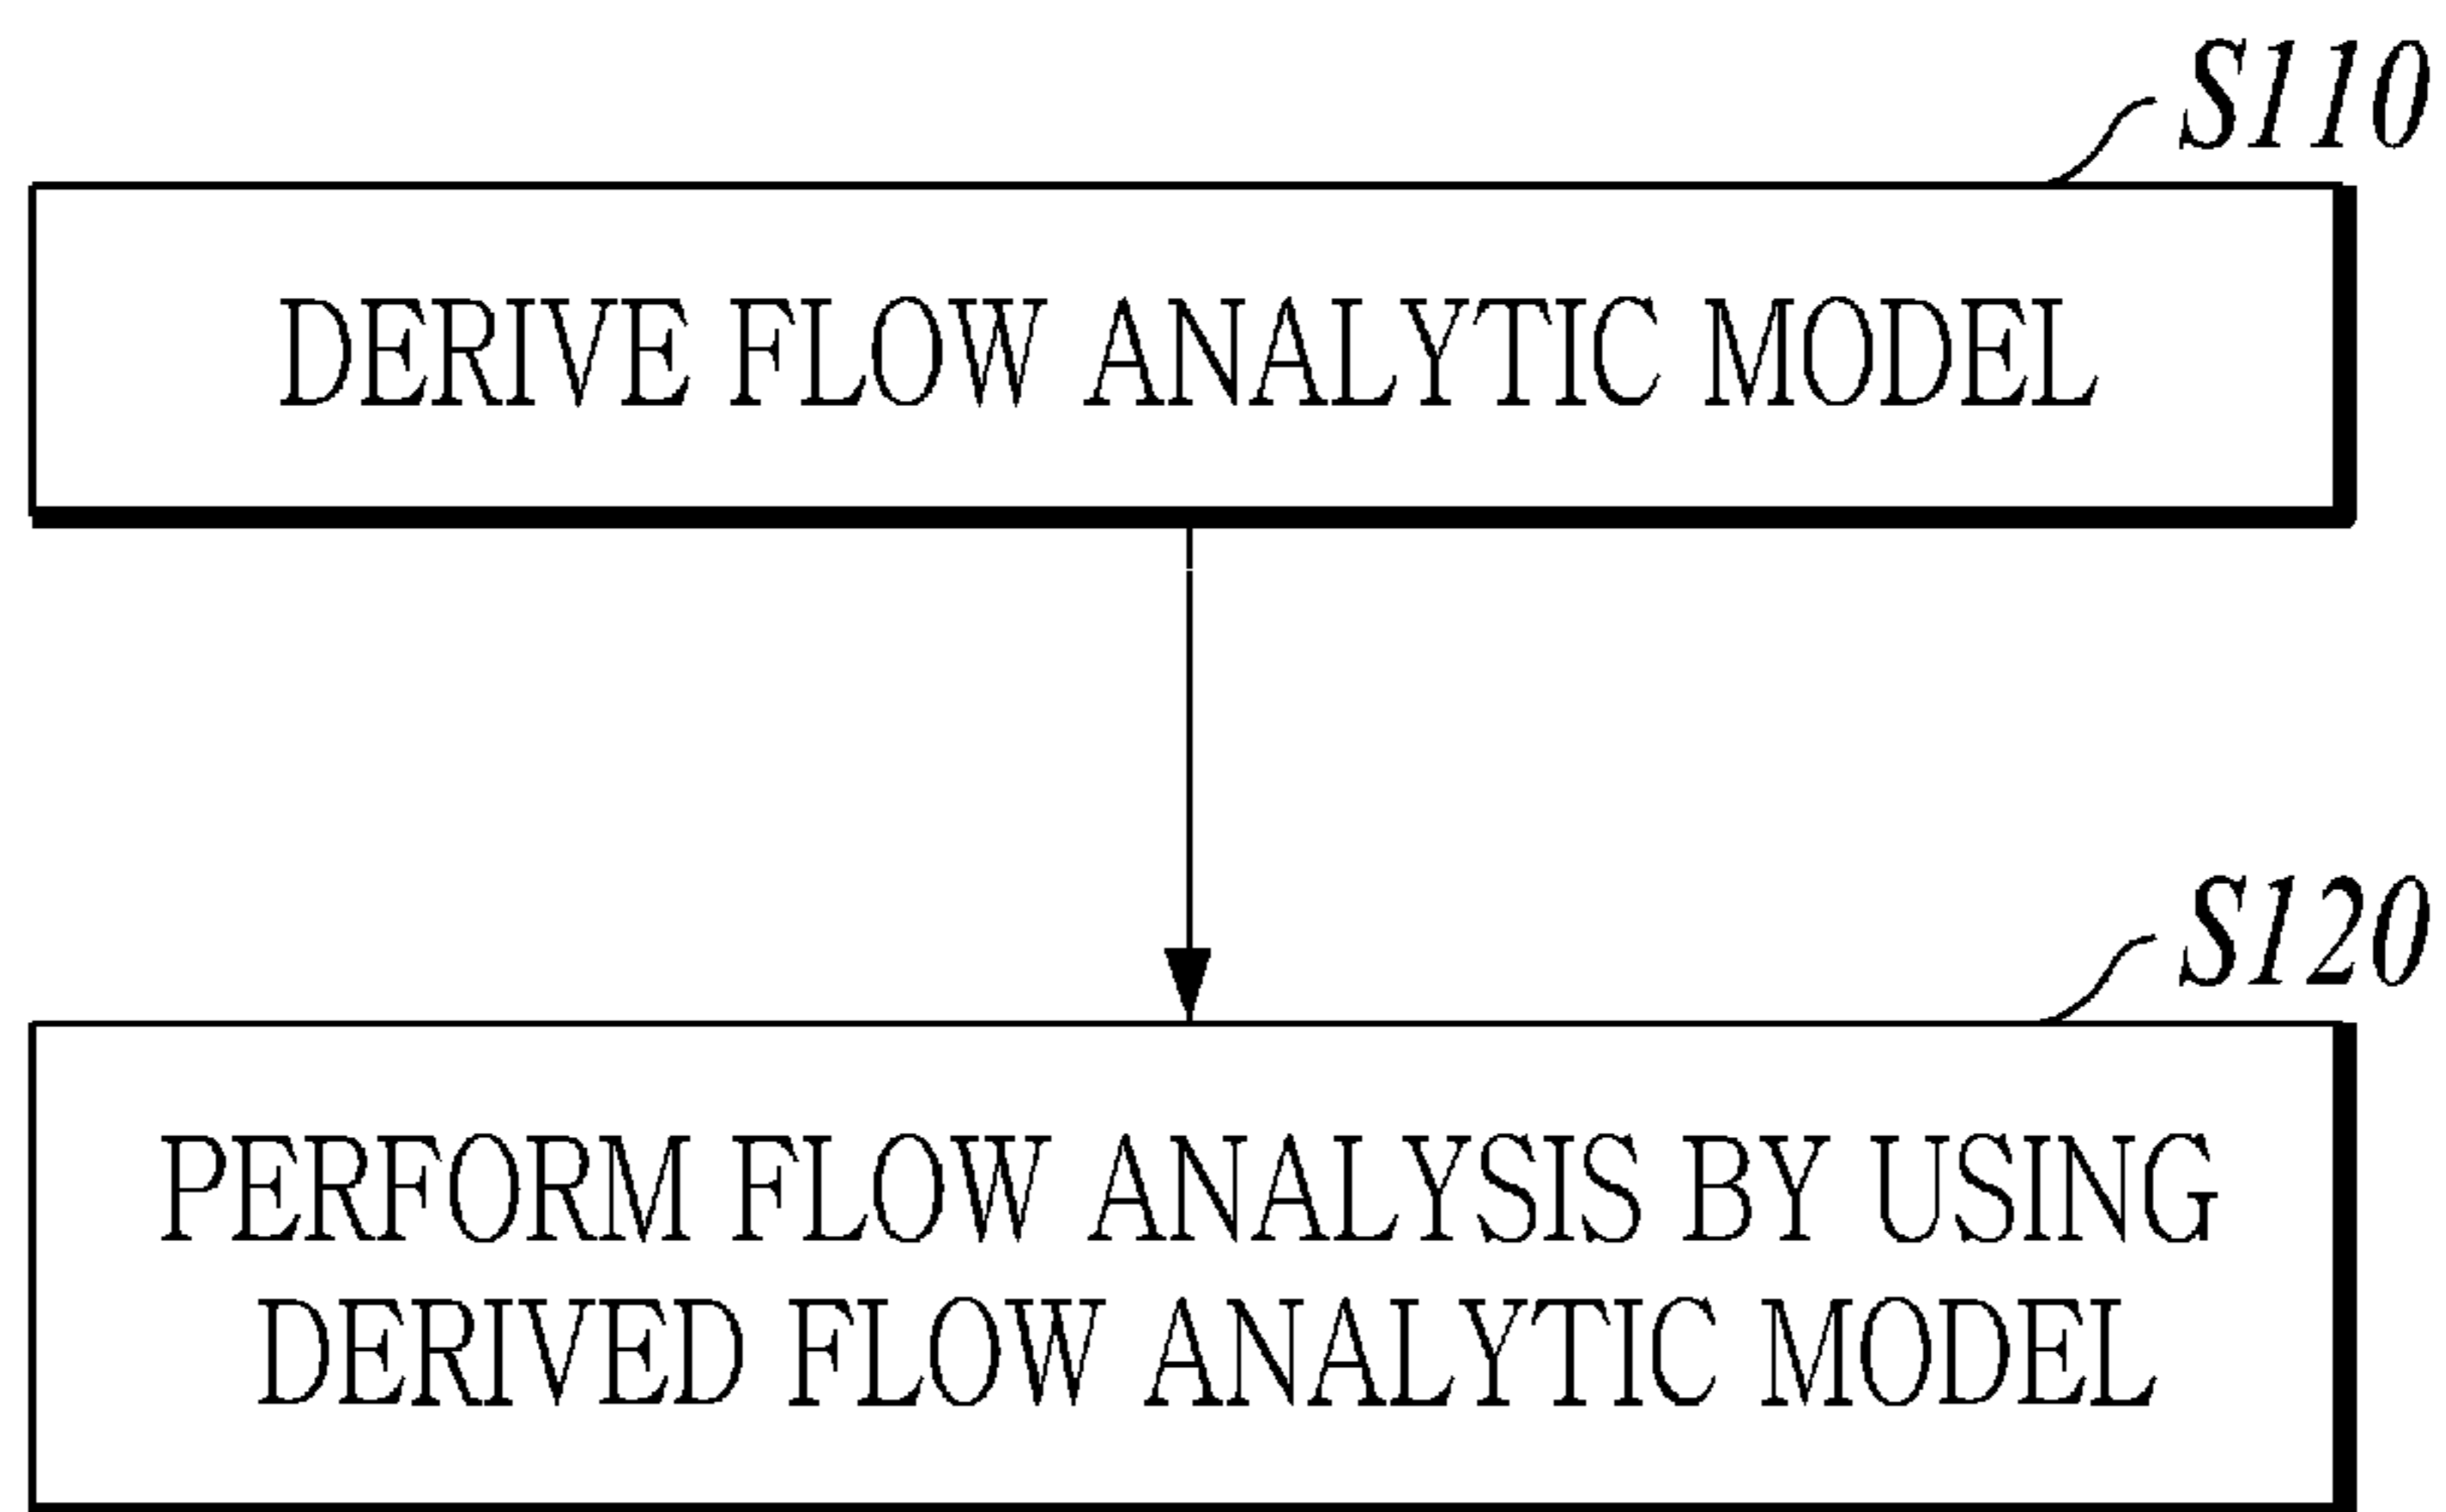 S110
DERIVE FLOW ANALYTIC MODEL
S120
PERFORM FLOW ANALYSIS BY USING
DERIVED FLOW ANALYTIC MODEL